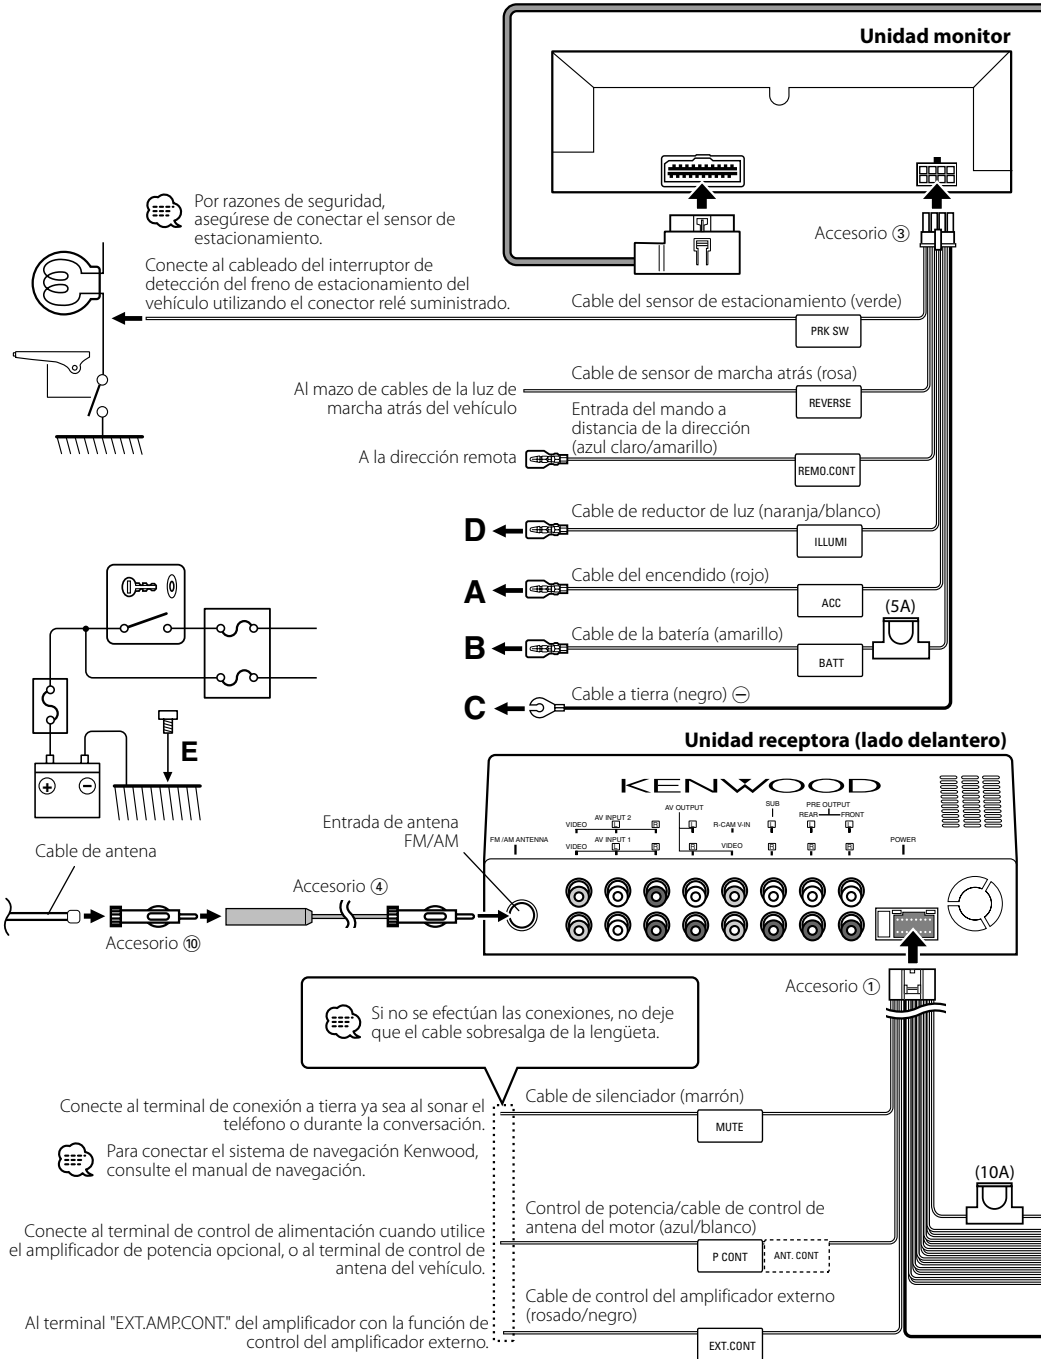 Unidad monitor
Por razones de seguridad,
asegúrese de conectar el sensor de
estacionamiento.
Accesorio ③
Conecte al cableado del interruptor de
detección del freno de estacionamiento del
vehículo utilizando el conector relé suministrado.
Cable del sensor de estacionamiento (verde)
PRK SW
Cable de sensor de marcha atrás (rosa)
REVERSE
Al mazo de cables de la luz de
marcha atrás del vehículo
Entrada del mando a
distancia de la dirección
(azul claro/amarillo)
A la dirección remota
REMO.CONT
Cable de reductor de luz (naranja/blanco)
D
ILLUMI
Cable del encendido (rojo)
A
ACC
(5A)
Cable de la batería (amarillo)
B
BATT
Cable a tierra (negro) ⊖
C
E
+ −
Unidad receptora (lado delantero)
KENWOOD
FM /AM ANTENNA
VIDEO AV INPUT 2 L R
VIDEO AV INPUT 1 L R
AV OUTPUT L R
R-CAM V-IN
VIDEO
SUB
L
R
PRE OUTPUT
REAR FRONT
L L
R R
POWER
Entrada de antena
FM/AM
Cable de antena
Accesorio ④
Accesorio ⑩
Accesorio ①
Si no se efectúan las conexiones, no deje
que el cable sobresalga de la lengüeta.
Cable de silenciador (marrón)
MUTE
Conecte al terminal de conexión a tierra ya sea al sonar el
teléfono o durante la conversación.
Para conectar el sistema de navegación Kenwood,
consulte el manual de navegación.
(10A)
Control de potencia/cable de control de
antena del motor (azul/blanco)
P CONT
ANT. CONT
Conecte al terminal de control de alimentación cuando utilice
el amplificador de potencia opcional, o al terminal de control de
antena del vehículo.
Cable de control del amplificador externo
(rosado/negro)
EXT.CONT
Al terminal "EXT.AMP.CONT." del amplificador con la función de
control del amplificador externo.